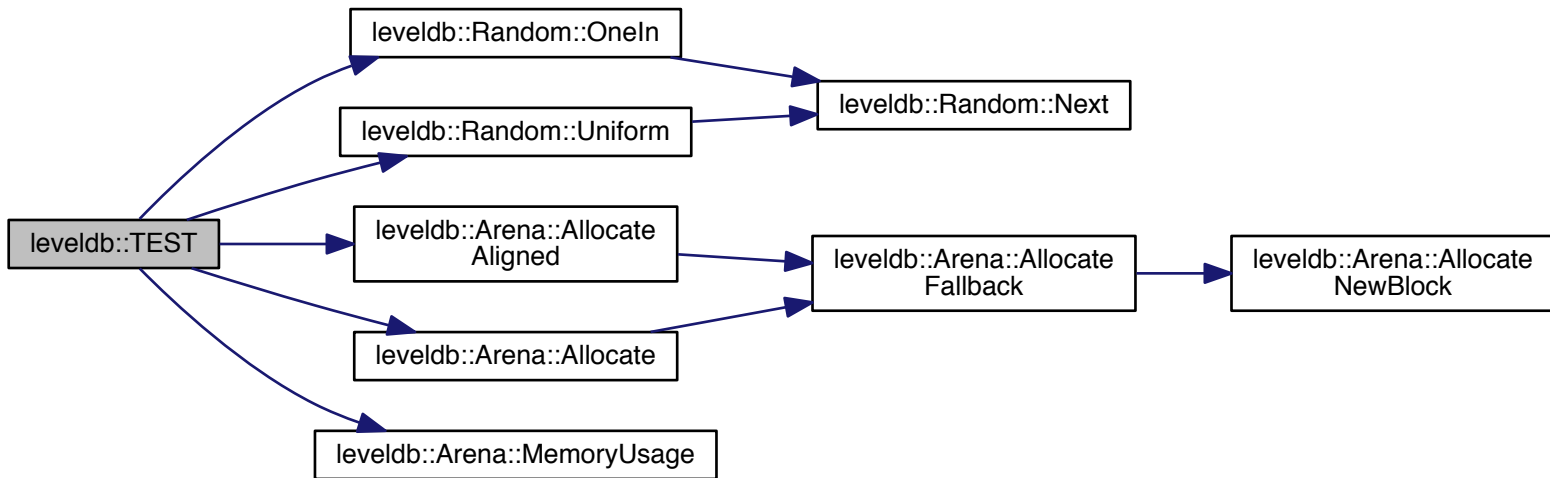 leveldb::Random::OneIn
leveldb::Random::Next
leveldb::Random::Uniform
leveldb::TEST
leveldb::Arena::Allocate
Aligned
leveldb::Arena::Allocate
Fallback
leveldb::Arena::Allocate
NewBlock
leveldb::Arena::Allocate
leveldb::Arena::MemoryUsage